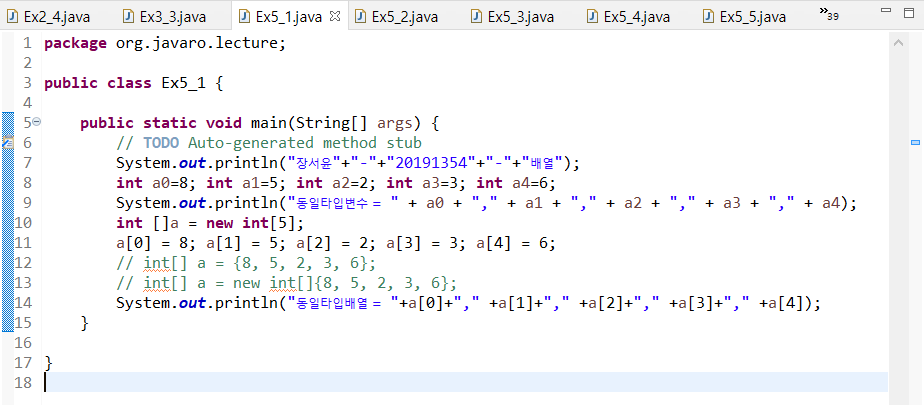 Ex2_4.java Ex3_3.java Ex5_1.java Ex5_2.java Ex5_3.java Ex5_4.java Ex5_5.java »39
1 package org.javaro.lecture;
2
3 public class Ex5_1 {
4
5 public static void main(String[] args) {
6 // TODO Auto-generated method stub
7 System.out.println("장서윤"+"-"+"20191354"+"-"+"배열");
8 int a0=8; int a1=5; int a2=2; int a3=3; int a4=6;
9 System.out.println("동일타입변수 = " + a0 + "," + a1 + "," + a2 + "," + a3 + "," + a4);
10 int []a = new int[5];
11 a[0] = 8; a[1] = 5; a[2] = 2; a[3] = 3; a[4] = 6;
12 // int[] a = {8, 5, 2, 3, 6};
13 // int[] a = new int[]{8, 5, 2, 3, 6};
14 System.out.println("동일타입배열 = "+a[0]+"," +a[1]+"," +a[2]+"," +a[3]+"," +a[4]);
15 }
16
17 }
18